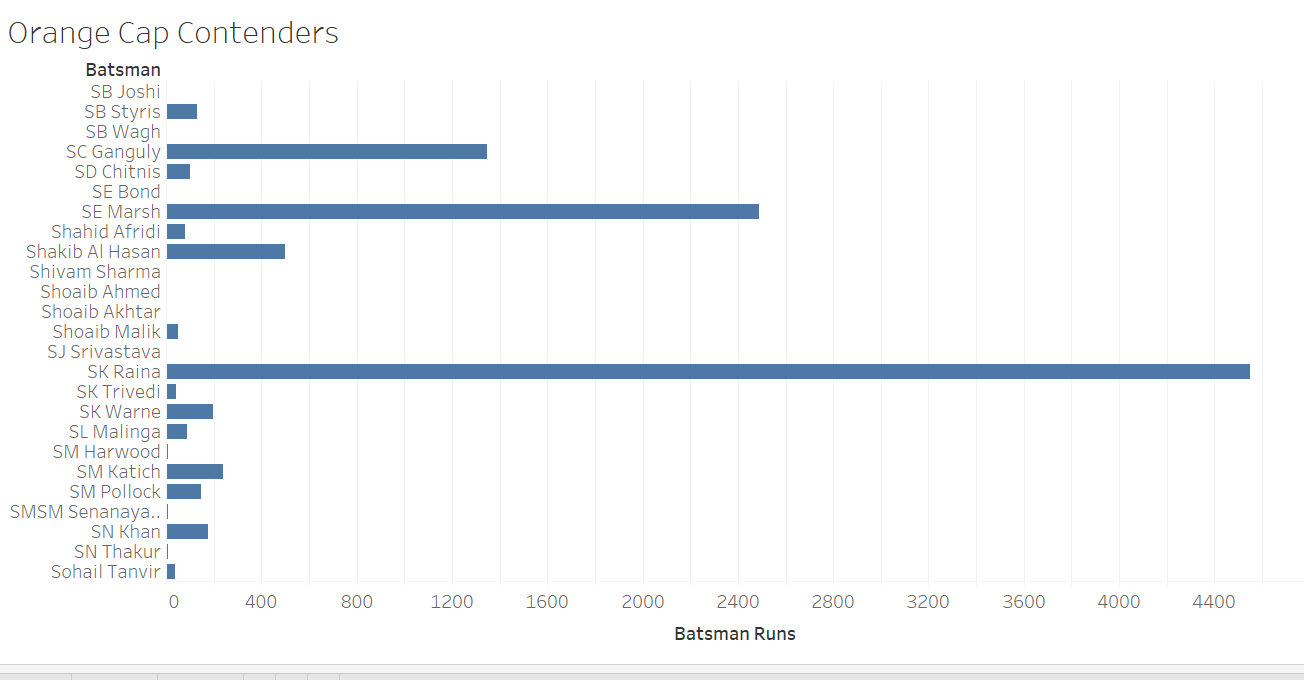 Orange Cap Contenders
Batsman
SB Joshi
SB Styris
SB Wagh
SC Ganguly
SD Chitnis
SE Bond
SE Marsh
Shahid Afridi
Shakib Al Hasan
Shivam Sharma
Shoaib Ahmed
Shoaib Akhtar
Shoaib Malik
SJ Srivastava
SK Raina
SK Trivedi
SK Warne
SL Malinga
SM Harwood
SM Katich
SM Pollock
SMSM Senanaya..
SN Khan
SN Thakur
Sohail Tanvir
0 400 800 1200 1600 2000 2400 2800 3200 3600 4000 4400
Batsman Runs